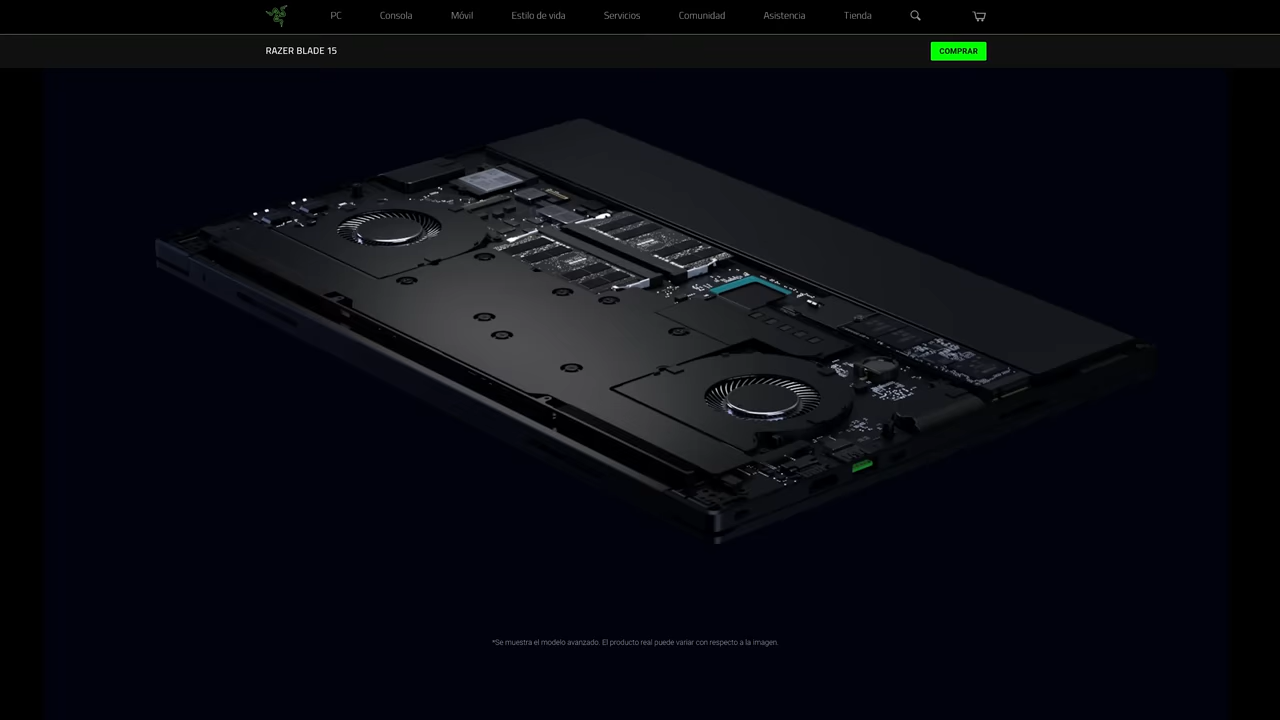 PC Consola Móvil Estilo de vida Servicios Comunidad Asistencia Tienda
RAZER BLADE 15 COMPRAR
*Se muestra el modelo avanzado. El producto real puede variar con respecto a la imagen.